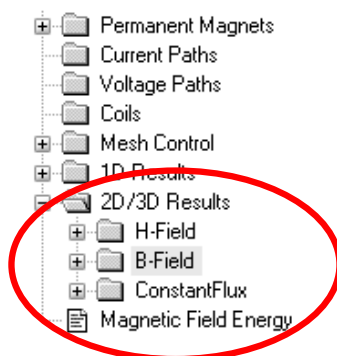 Permanent Magnets
Current Paths
Voltage Paths
Coils
Mesh Control
1D Results
2D/3D Results
H-Field
B-Field
ConstantFlux
Magnetic Field Energy